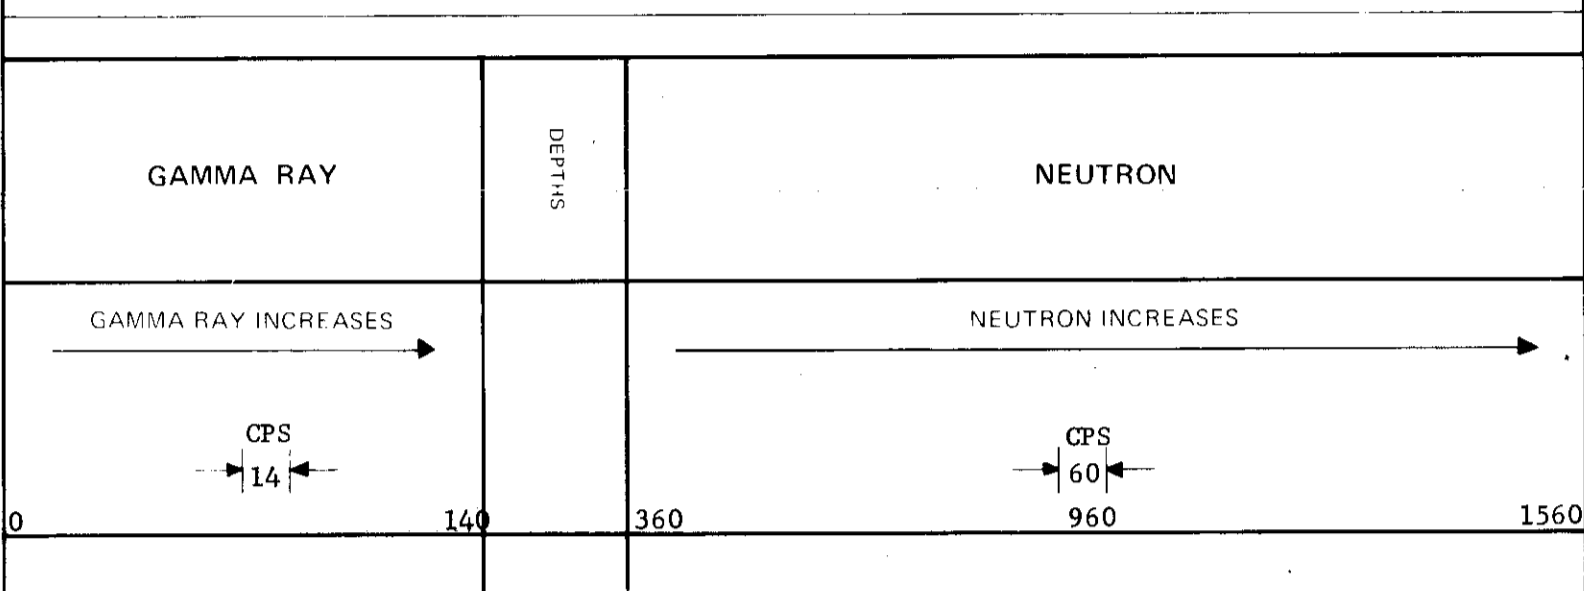 GAMMA RAY
DEPTHS
NEUTRON
GAMMA RAY INCREASES
NEUTRON INCREASES
CPS
14
CPS
60
0
140
360
960
1560